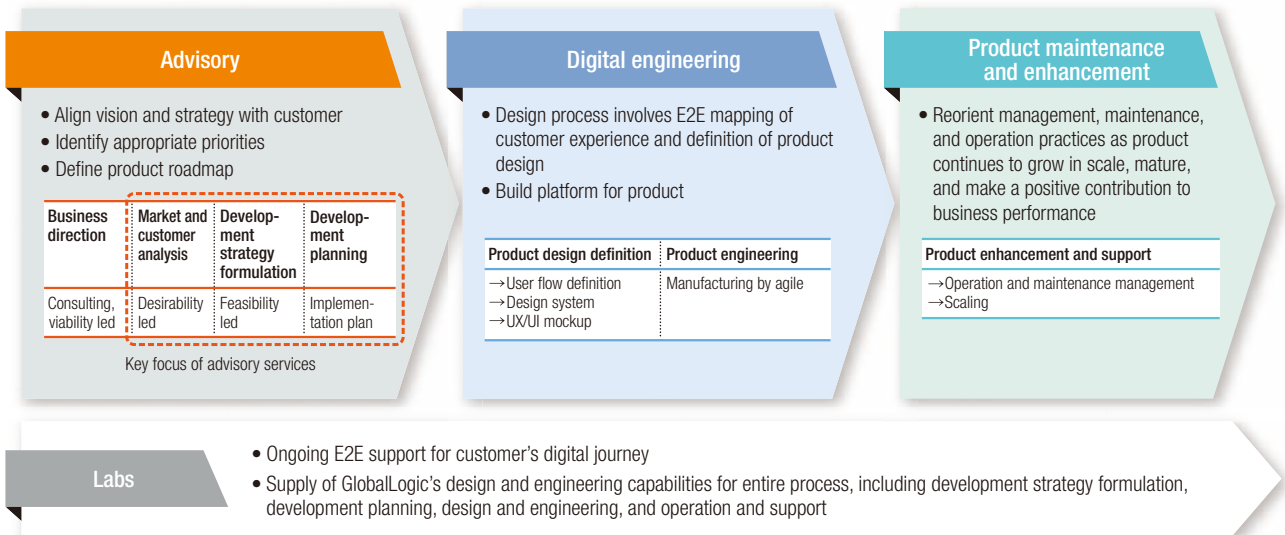 Advisory
• Align vision and strategy with customer
• Identify appropriate priorities
• Define product roadmap
Business
direction
Market and
customer
analysis
Develop-
ment
strategy
formulation
Develop-
ment
planning
Consulting,
viability led
Desirability
led
Feasibility
led
Implemen-
tation plan
Key focus of advisory services
Digital engineering
• Design process involves E2E mapping of
customer experience and definition of product
design
• Build platform for product
Product design definition
Product engineering
→User flow definition
→Design system
→UX/UI mockup
Manufacturing by agile
Product maintenance
and enhancement
• Reorient management, maintenance,
and operation practices as product
continues to grow in scale, mature,
and make a positive contribution to
business performance
Product enhancement and support
→Operation and maintenance management
→Scaling
Labs
• Ongoing E2E support for customer’s digital journey
• Supply of GlobalLogic’s design and engineering capabilities for entire process, including development strategy formulation,
development planning, design and engineering, and operation and support